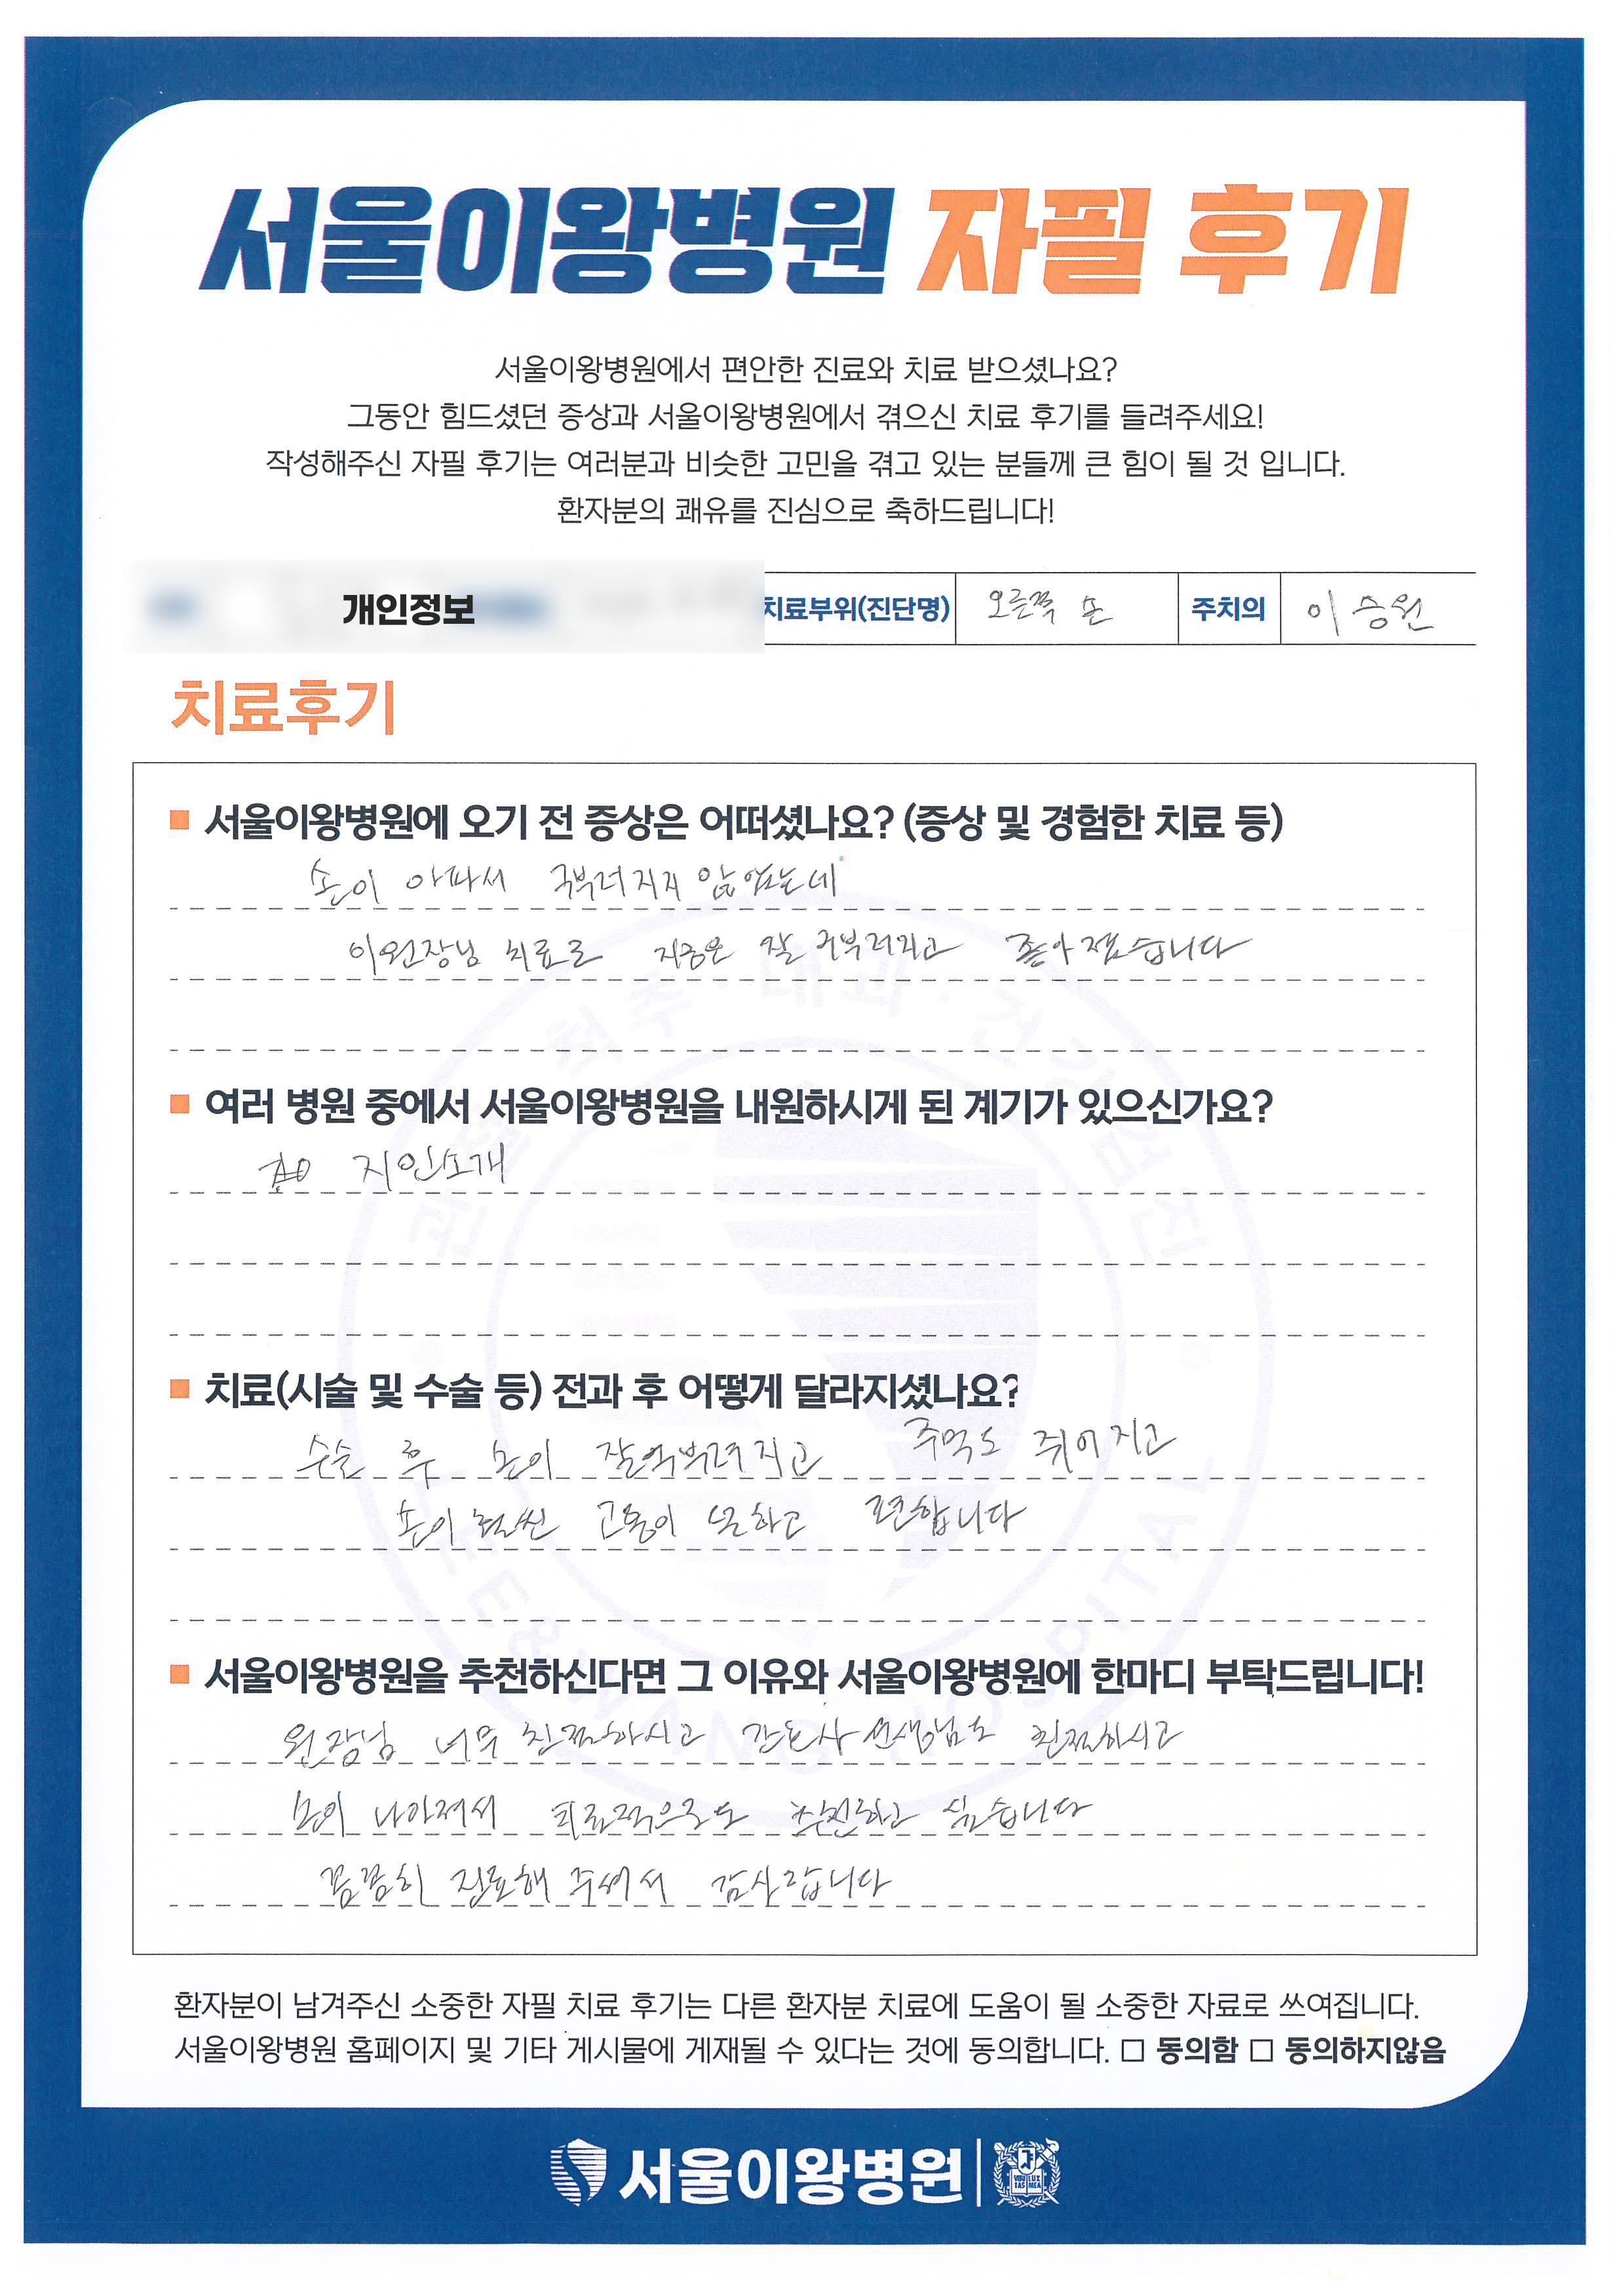 서울이왕병원 자필 후기
서울이왕병원에서 편안한 진료와 치료 받으셨나요?
그동안 힘드셨던 증상과 서울이왕병원에서 겪으신 치료 후기를 들려주세요!
작성해주신 자필 후기는 여러분과 비슷한 고민을 겪고 있는 분들께 큰 힘이 될 것 입니다.
환자분의 쾌유를 진심으로 축하드립니다!
개인정보 치료부위(진단명) 오른쪽 손 주치의 이승원
치료후기
서울이왕병원에 오기 전 증상은 어떠셨나요? (증상 및 경험한 치료 등)
손이 아파서 구부러지지 않았는데
이원장님 치료로 지금은 잘 구부러지고 좋아졌습니다
여러 병원 중에서 서울이왕병원을 내원하시게 된 계기가 있으신가요?
지인소개
치료(시술 및 수술 등) 전과 후 어떻게 달라지셨나요?
수술 후 손이 잘 구부려지고 주먹도 쥐어지고
손이 훨씬 고통이 덜하고 편합니다
서울이왕병원을 추천하신다면 그 이유와 서울이왕병원에 한마디 부탁드립니다!
원장님 너무 친절하시고 간호사 선생님도 친절하시고
손이 나아져서 추천하고 싶습니다
꼼꼼히 진료해 주셔서 감사합니다
환자분이 남겨주신 소중한 자필 치료 후기는 다른 환자분 치료에 도움이 될 소중한 자료로 쓰여집니다.
서울이왕병원 홈페이지 및 기타 게시물에 게재될 수 있다는 것에 동의합니다. □ 동의함 □ 동의하지않음
서울이왕병원
척추·내과·건강검진
LEE&WANG HOSPITAL